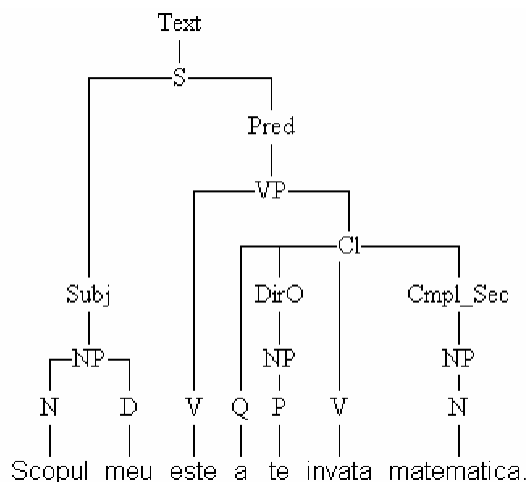 Text
S
Pred
VP
Cl
Subj DirO Cmpl_Sec
NP NP NP
N D V Q P V N
Scopul meu este a te invata matematica.